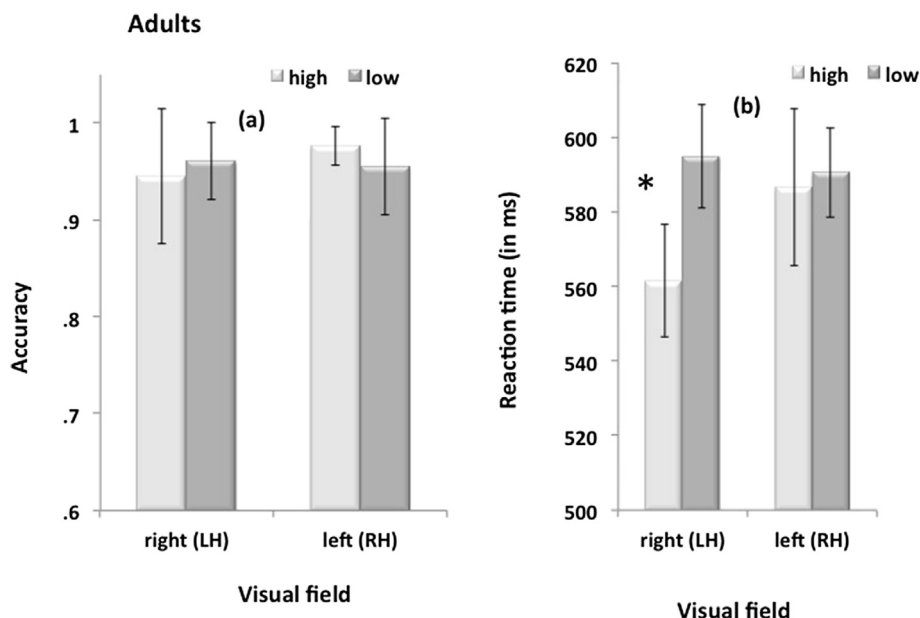 Adults
high low
(a)
1
.9
.8
.7
.6
Accuracy
right (LH) left (RH)
Visual field
high low
(b)
620
600
580
560
540
520
500
*
Reaction time (in ms)
right (LH) left (RH)
Visual field